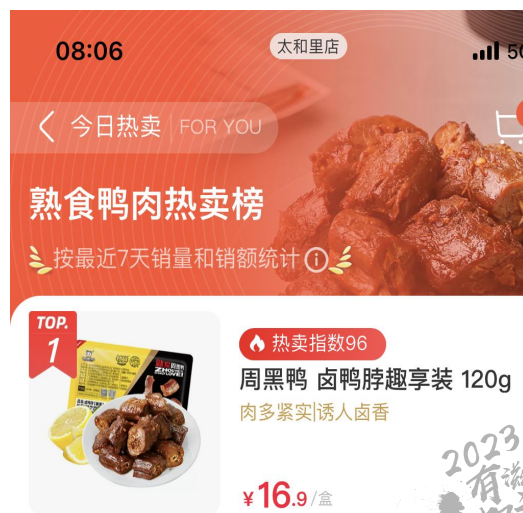 08:06
太和里店
5G
今日热卖 FOR YOU
熟食鸭肉热卖榜
按最近7天销量和销额统计
TOP.
1
热卖指数96
周黑鸭 卤鸭脖趣享装 120g
肉多紧实|诱人卤香
¥16.9/盒
2023
有滋